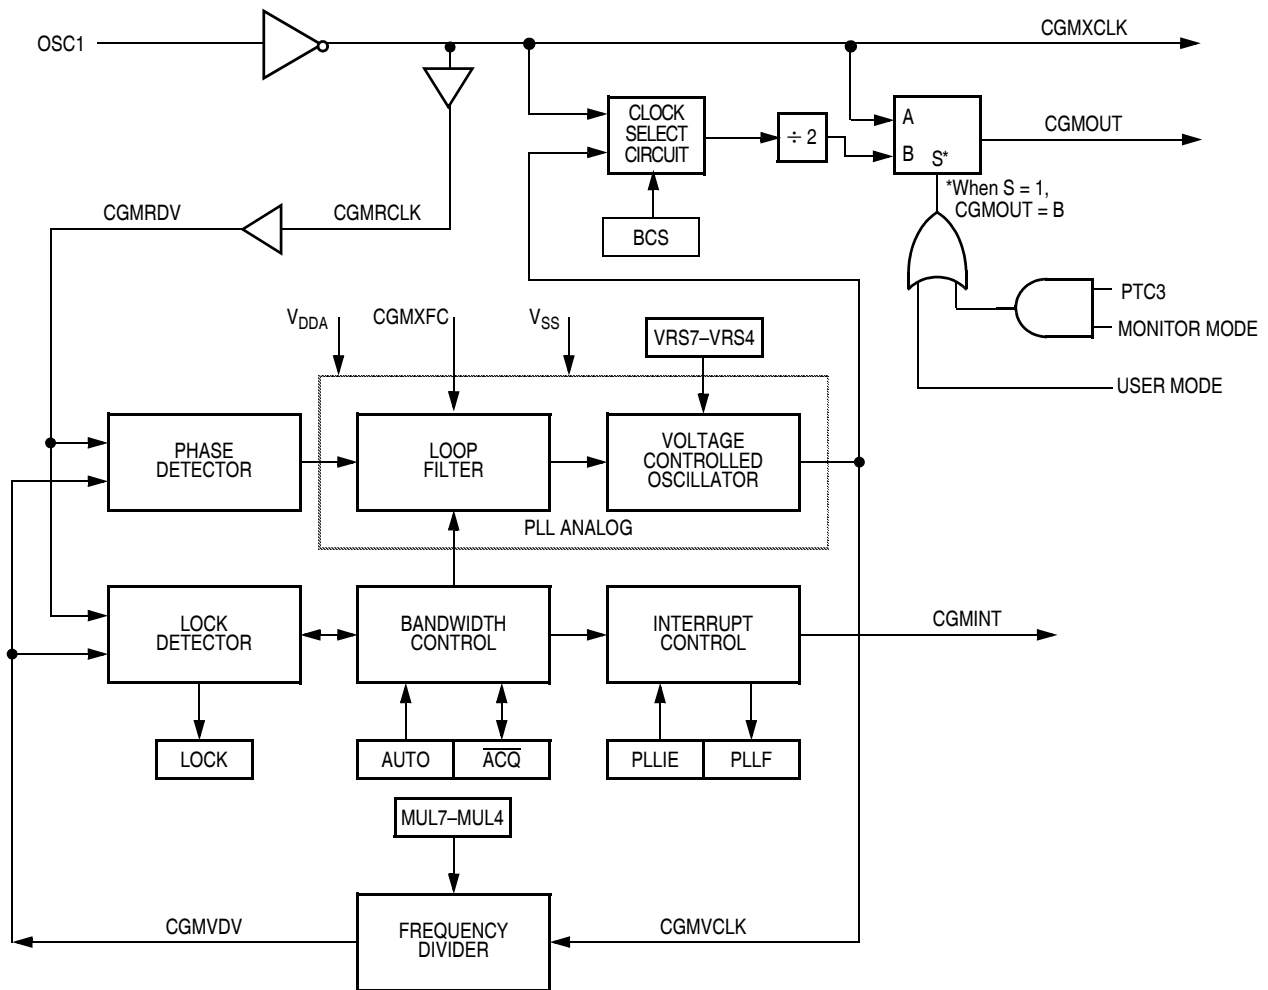 OSC1
CGMXCLK
CLOCK
SELECT
CIRCUIT
÷ 2
A
B
S*
CGMOUT
*When S = 1,
CGMOUT = B
BCS
CGMRDV
CGMRCLK
PTC3
MONITOR MODE
USER MODE
VDDA
CGMXFC
VSS
VRS7–VRS4
PHASE
DETECTOR
LOOP
FILTER
VOLTAGE
CONTROLLED
OSCILLATOR
PLL ANALOG
LOCK
DETECTOR
BANDWIDTH
CONTROL
INTERRUPT
CONTROL
CGMINT
LOCK
AUTO
ACQ
PLLIE
PLLF
MUL7–MUL4
CGMVDV
FREQUENCY
DIVIDER
CGMVCLK